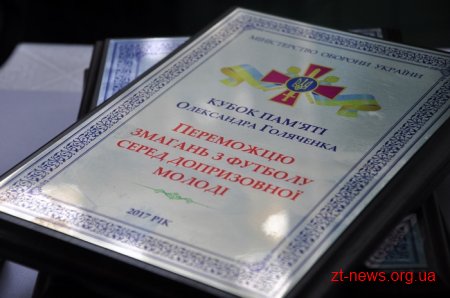 МІНІСТЕРСТВО ОБОРОНИ УКРАЇНИ
КУБОК ПАМ'ЯТІ
ОЛЕКСАНДРА ГОЛЯЧЕНКА
ПЕРЕМОЖЦЮ
ЗМАГАНЬ З ФУТБОЛУ
СЕРЕД ДОПРИЗОВНОЇ
МОЛОДІ
2017 РІК
zt-news.org.ua